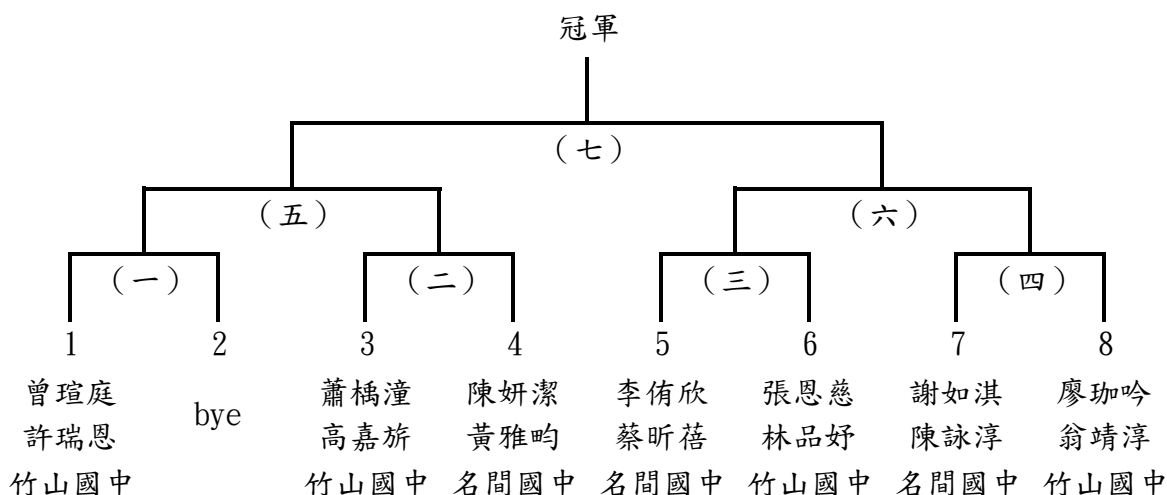 冠軍
(七)
(五) (六)
(一) (二) (三) (四)
1 2 3 4 5 6 7 8
曾瑄庭 蕭楀潼 陳妍潔 李侑欣 張恩慈 謝如淇 廖珈吟
bye
許瑞恩 高嘉旂 黃雅畇 蔡昕蓓 林品妤 陳詠淳 翁靖淳
竹山國中 竹山國中 名間國中 名間國中 竹山國中 名間國中 竹山國中